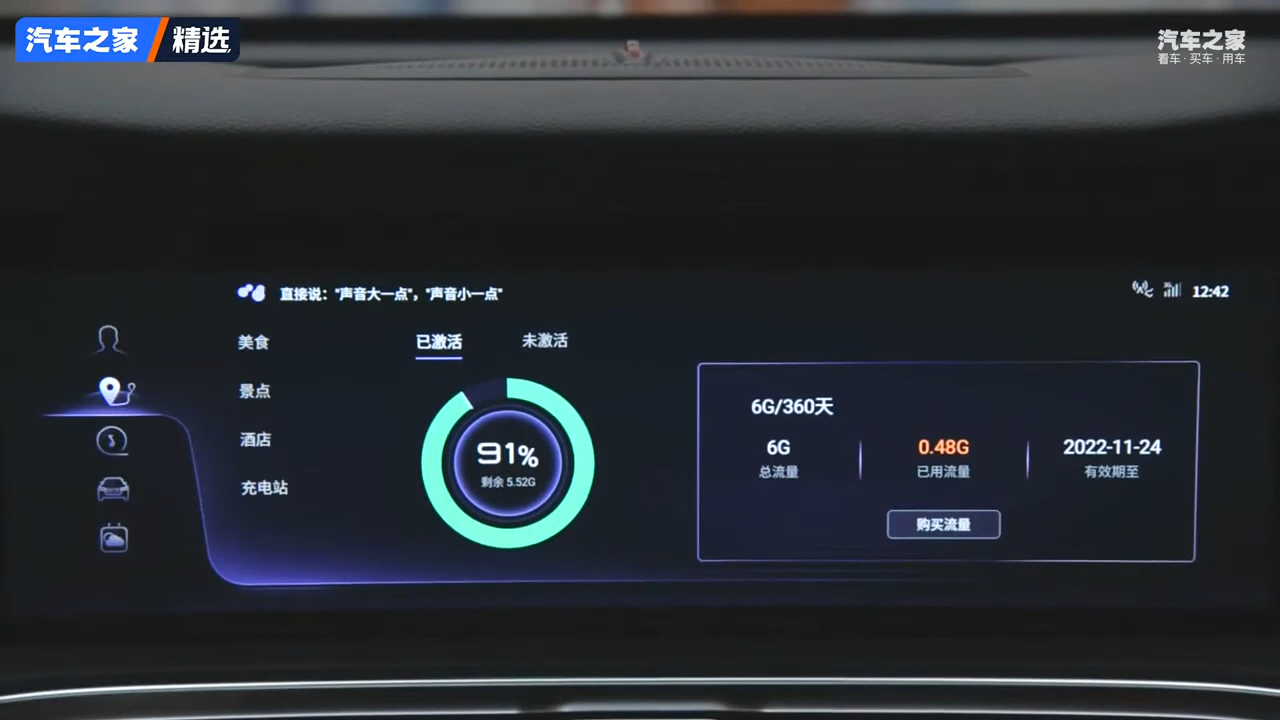 汽车之家 精选
汽车之家
看车·买车·用车
直接说："声音大一点"，"声音小一点"
12:42
美食
景点
酒店
充电站
已激活
未激活
91%
剩余 5.52G
6G/360天
6G
总流量
0.48G
已用流量
2022-11-24
有效期至
购买流量